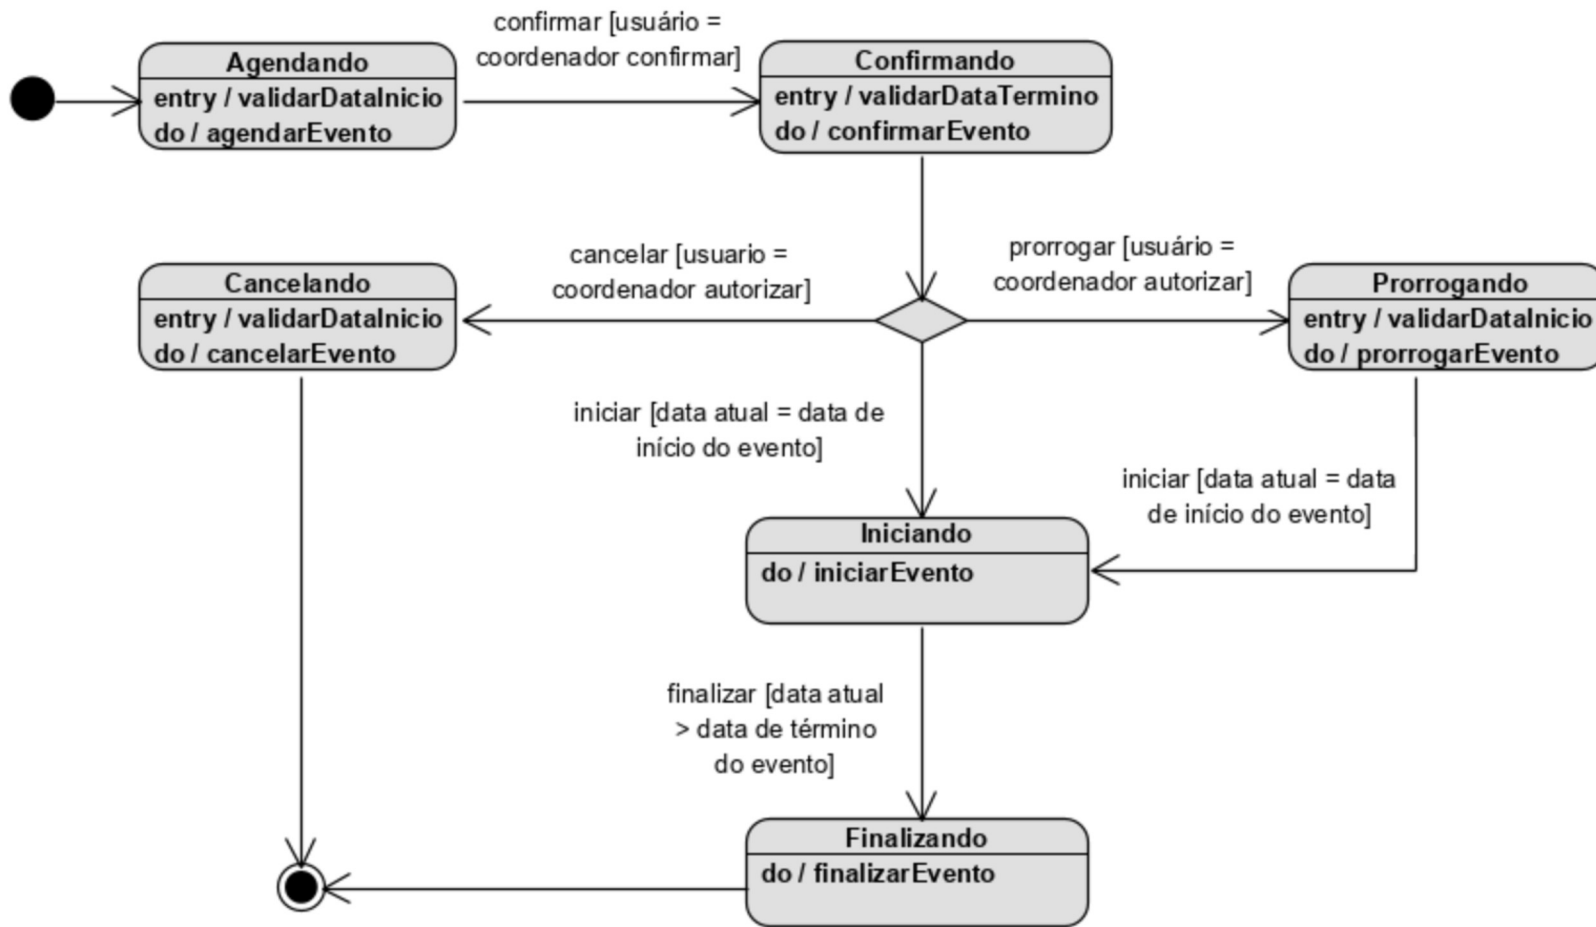 confirmar [usuário =
coordenador confirmar]
Agendando
entry / validarDataInicio
do / agendarEvento
Confirmando
entry / validarDataTermino
do / confirmarEvento
cancelar [usuario =
coordenador autorizar]
prorrogar [usuário =
coordenador autorizar]
Cancelando
entry / validarDataInicio
do / cancelarEvento
Prorrogando
entry / validarDataInicio
do / prorrogarEvento
iniciar [data atual = data de
início do evento]
iniciar [data atual = data
de início do evento]
Iniciando
do / iniciarEvento
finalizar [data atual
> data de término
do evento]
Finalizando
do / finalizarEvento